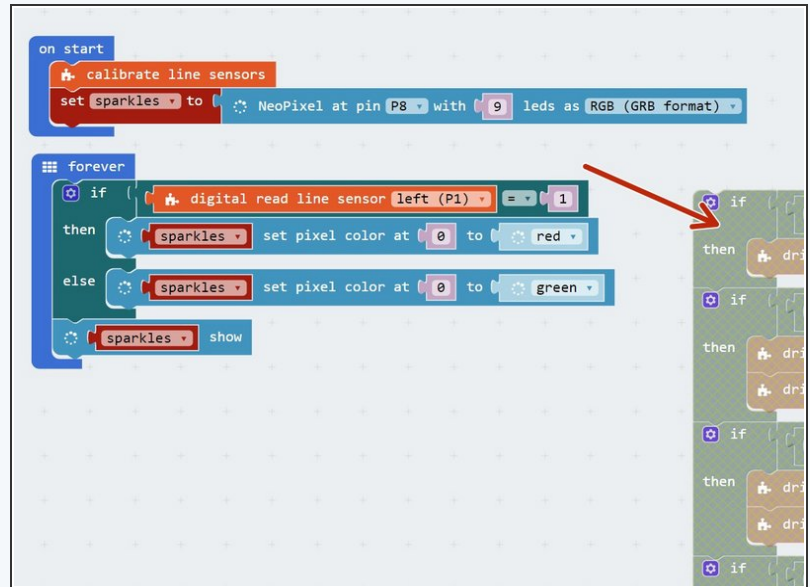 on start
calibrate line sensors
set sparkles to NeoPixel at pin P8 with 9 leds as RGB (GRB format)
forever
if digital read line sensor left (P1) = 1
then sparkles set pixel color at 0 to red
else sparkles set pixel color at 0 to green
sparkles show
if
then
if
then
if
then
if